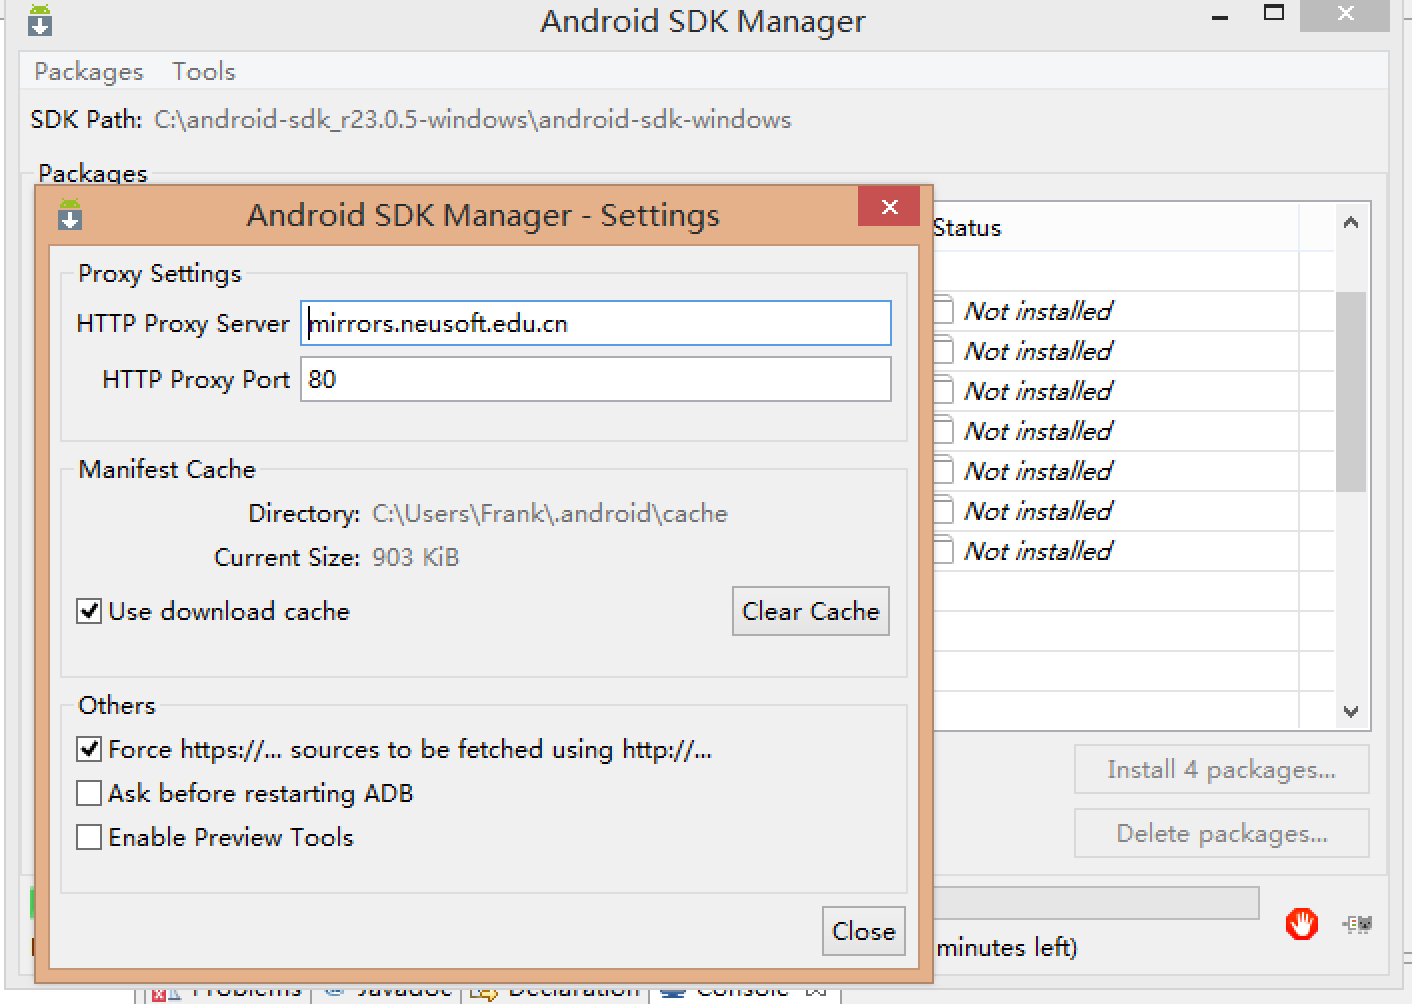 Android SDK Manager
Packages Tools
SDK Path: C:\android-sdk_r23.0.5-windows\android-sdk-windows
Packages
Android SDK Manager - Settings
Status
Proxy Settings
HTTP Proxy Server mirrors.neusoft.edu.cn
Not installed
Not installed
HTTP Proxy Port 80
Not installed
Not installed
Manifest Cache
Not installed
Directory: C:\Users\Frank\.android\cache
Not installed
Current Size: 903 KiB
Not installed
Use download cache
Clear Cache
Others
Force https://... sources to be fetched using http://...
Install 4 packages...
Ask before restarting ADB
Enable Preview Tools
Delete packages...
Close
minutes left)
Problems Javadoc Declaration Console